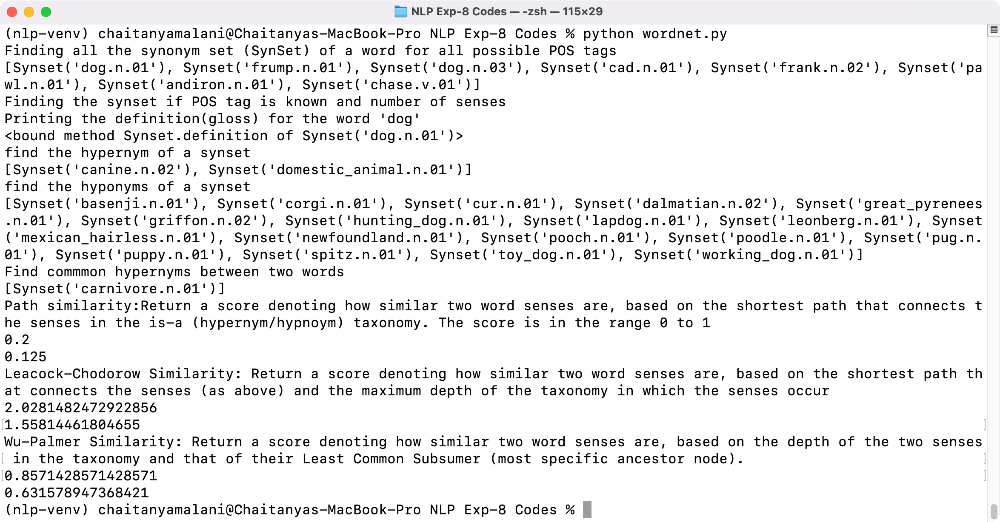 NLP Exp-8 Codes — -zsh — 115×29
(nlp-venv) chaitanyamalani@Chaitanyas-MacBook-Pro NLP Exp-8 Codes % python wordnet.py
Finding all the synonym set (SynSet) of a word for all possible POS tags
[Synset('dog.n.01'), Synset('frump.n.01'), Synset('dog.n.03'), Synset('cad.n.01'), Synset('frank.n.02'), Synset('pa
wl.n.01'), Synset('andiron.n.01'), Synset('chase.v.01')]
Finding the synset if POS tag is known and number of senses
Printing the definition(gloss) for the word 'dog'
<bound method Synset.definition of Synset('dog.n.01')>
find the hypernym of a synset
[Synset('canine.n.02'), Synset('domestic_animal.n.01')]
find the hyponyms of a synset
[Synset('basenji.n.01'), Synset('corgi.n.01'), Synset('cur.n.01'), Synset('dalmatian.n.02'), Synset('great_pyrenees
.n.01'), Synset('griffon.n.02'), Synset('hunting_dog.n.01'), Synset('lapdog.n.01'), Synset('leonberg.n.01'), Synset
('mexican_hairless.n.01'), Synset('newfoundland.n.01'), Synset('pooch.n.01'), Synset('poodle.n.01'), Synset('pug.n.
01'), Synset('puppy.n.01'), Synset('spitz.n.01'), Synset('toy_dog.n.01'), Synset('working_dog.n.01')]
Find commmon hypernyms between two words
[Synset('carnivore.n.01')]
Path similarity:Return a score denoting how similar two word senses are, based on the shortest path that connects t
he senses in the is-a (hypernym/hypnoym) taxonomy. The score is in the range 0 to 1
0.2
0.125
Leacock-Chodorow Similarity: Return a score denoting how similar two word senses are, based on the shortest path th
at connects the senses (as above) and the maximum depth of the taxonomy in which the senses occur
2.0281482472922856
[1.55814461804655 ]
Wu-Palmer Similarity: Return a score denoting how similar two word senses are, based on the depth of the two senses
[ in the taxonomy and that of their Least Common Subsumer (most specific ancestor node). ]
[0.8571428571428571 ]
0.631578947368421
(nlp-venv) chaitanyamalani@Chaitanyas-MacBook-Pro NLP Exp-8 Codes %